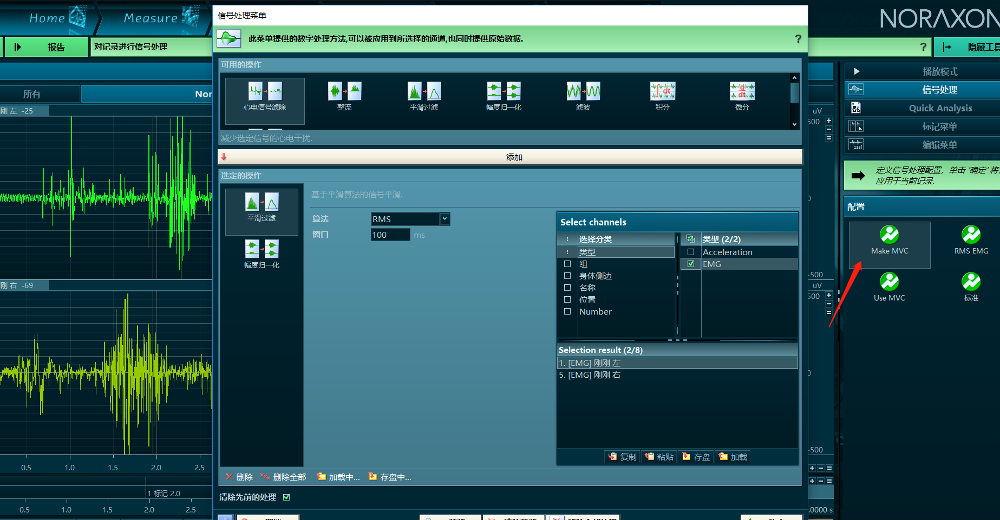 Home
Measure
NORAXON
信号处理菜单
此菜单提供的数字处理方法,可以被应用到所选择的通道,也同时提供原始数据.
?
报告
对记录进行信号处理
?
隐藏工具
可用的操作
心电信号滤除
整流
平滑过滤
幅度归一化
滤波
积分
微分
减少选定信号的心电干扰.
添加
选定的操作
平滑过滤
幅度归一化
基于平滑算法的信号平滑.
算法
RMS
窗口
100
ms
Select channels
选择分类
类型 (2/2)
类型
Acceleration
组
EMG
身体侧边
名称
位置
Number
Selection result (2/8)
1. [EMG] 刚刚 左
5. [EMG] 刚刚 右
复制
粘贴
存盘
加载
删除
删除全部
加载中...
存盘中...
清除先前的处理
所有
Nor
刚 左 -25
刚 右 -69
0.5
1.0
1.5
2.0
2.5
1 标记 2.0
0.5
1.0
1.5
2.0
2.5
uV
500
0
-500
uV
500
0
-500
.0000 s
播放模式
信号处理
Quick Analysis
标记菜单
编辑菜单
定义信号处理配置，单击 '确定' 将
应用于当前记录.
配置
Make MVC
RMS EMG
Use MVC
标准